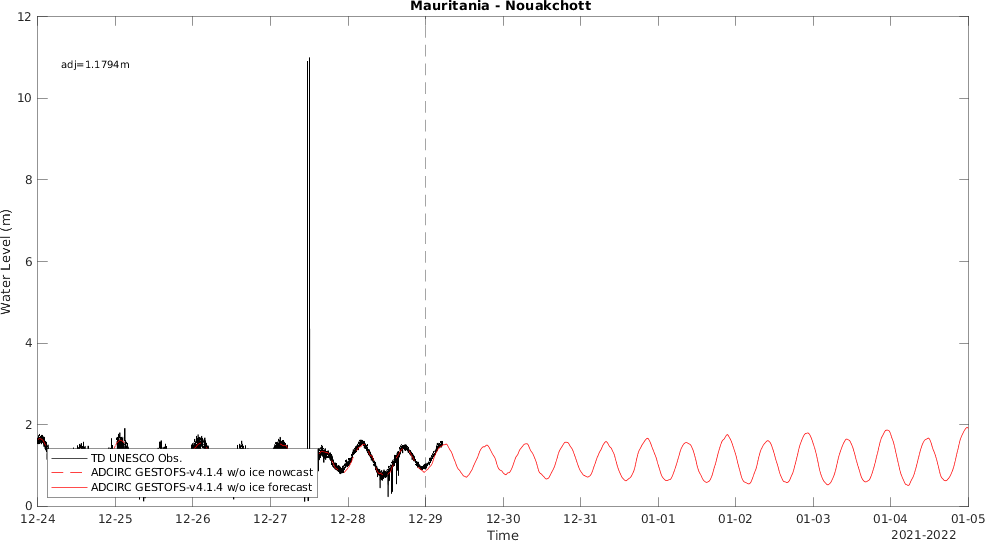 Mauritania - Nouakchott
12
adj=1.1794m
10
8
6
4
2
0
Water Level (m)
TD UNESCO Obs.
ADCIRC GESTOFS-v4.1.4 w/o ice nowcast
ADCIRC GESTOFS-v4.1.4 w/o ice forecast
12-24 12-25 12-26 12-27 12-28 12-29 12-30 12-31 01-01 01-02 01-03 01-04 01-05
Time
2021-2022